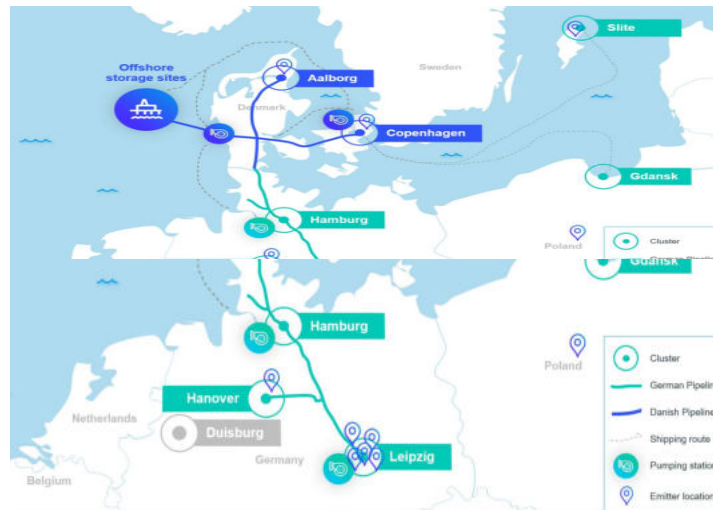 Slite
Offshore
storage sites
Sweden
Aalborg
Denmark
Copenhagen
Gdansk
Hamburg
Poland
Cluster
Gdansk
Hamburg
Poland
Cluster
German Pipelin
Hanover
Danish Pipeline
Netherlands
Duisburg
Shipping route
Germany
Leipzig
Pumping station
Belgium
Emitter location